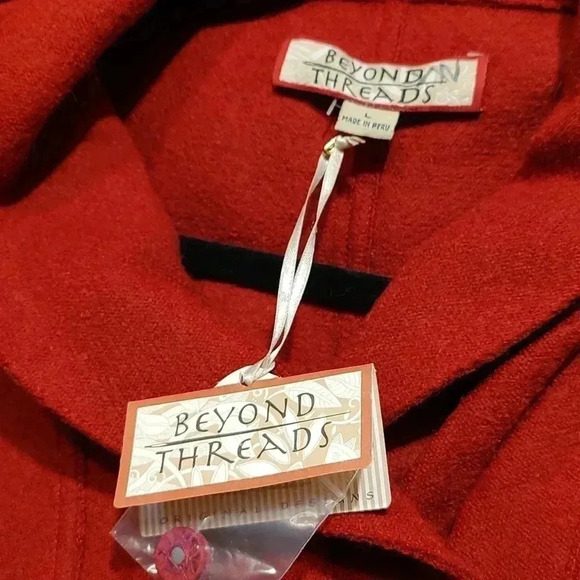 BEYOND
THREADS
L
MADE IN PERU
BEYOND
THREADS
ORIGINAL DESIGNS